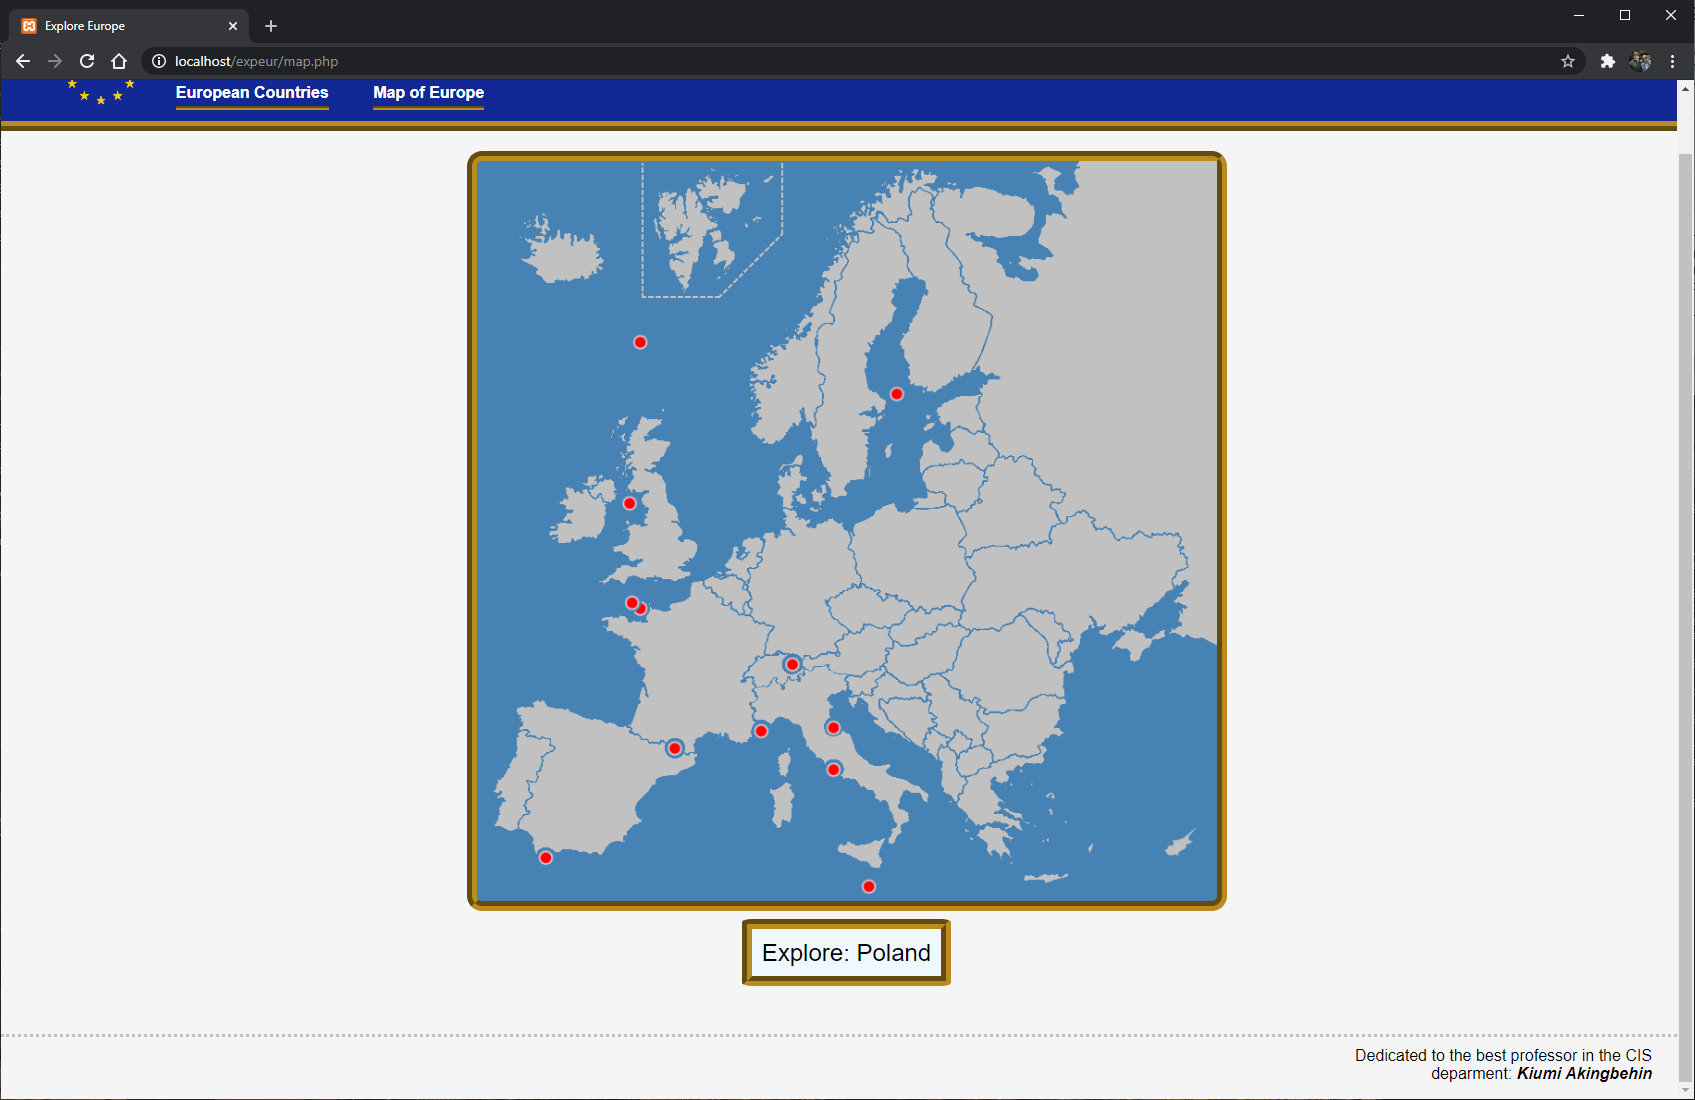 Explore Europe
localhost/expeur/map.php
European Countries Map of Europe
Explore: Poland
Dedicated to the best professor in the CIS
deparment: Kiumi Akingbehin